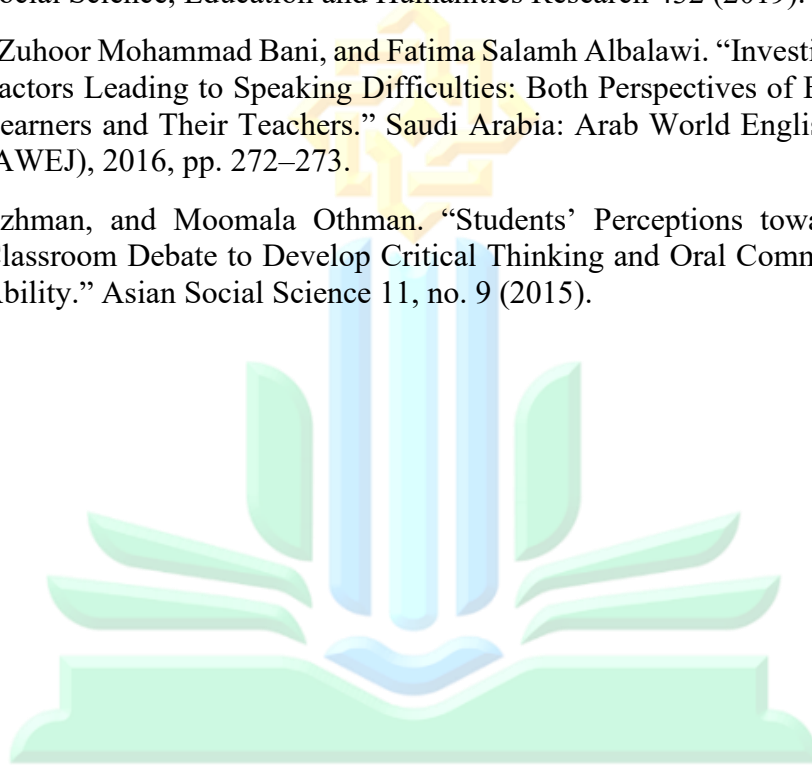 Social Science, Education and Humanities Research 432 (2019).
Zuhoor Mohammad Bani, and Fatima Salamh Albalawi. “Investi
actors Leading to Speaking Difficulties: Both Perspectives of E
earners and Their Teachers.” Saudi Arabia: Arab World Englis
AWEJ), 2016, pp. 272–273.
zhman, and Moomala Othman. “Students’ Perceptions towa
Classroom Debate to Develop Critical Thinking and Oral Comm
Ability.” Asian Social Science 11, no. 9 (2015).